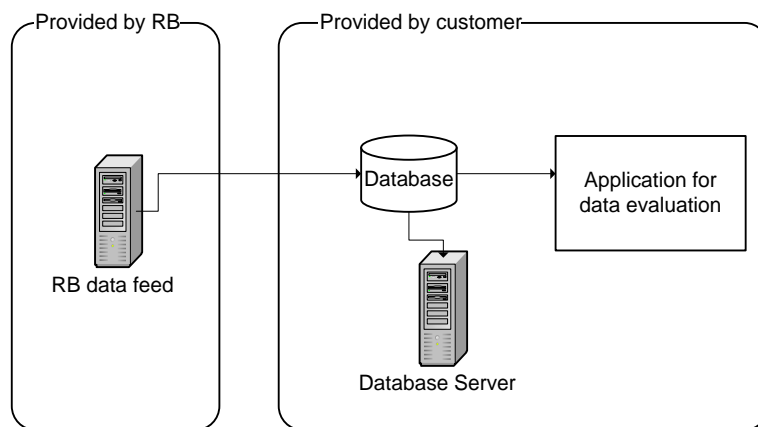 Provided by RB
Provided by customer
Database
Application for
data evaluation
RB data feed
Database Server